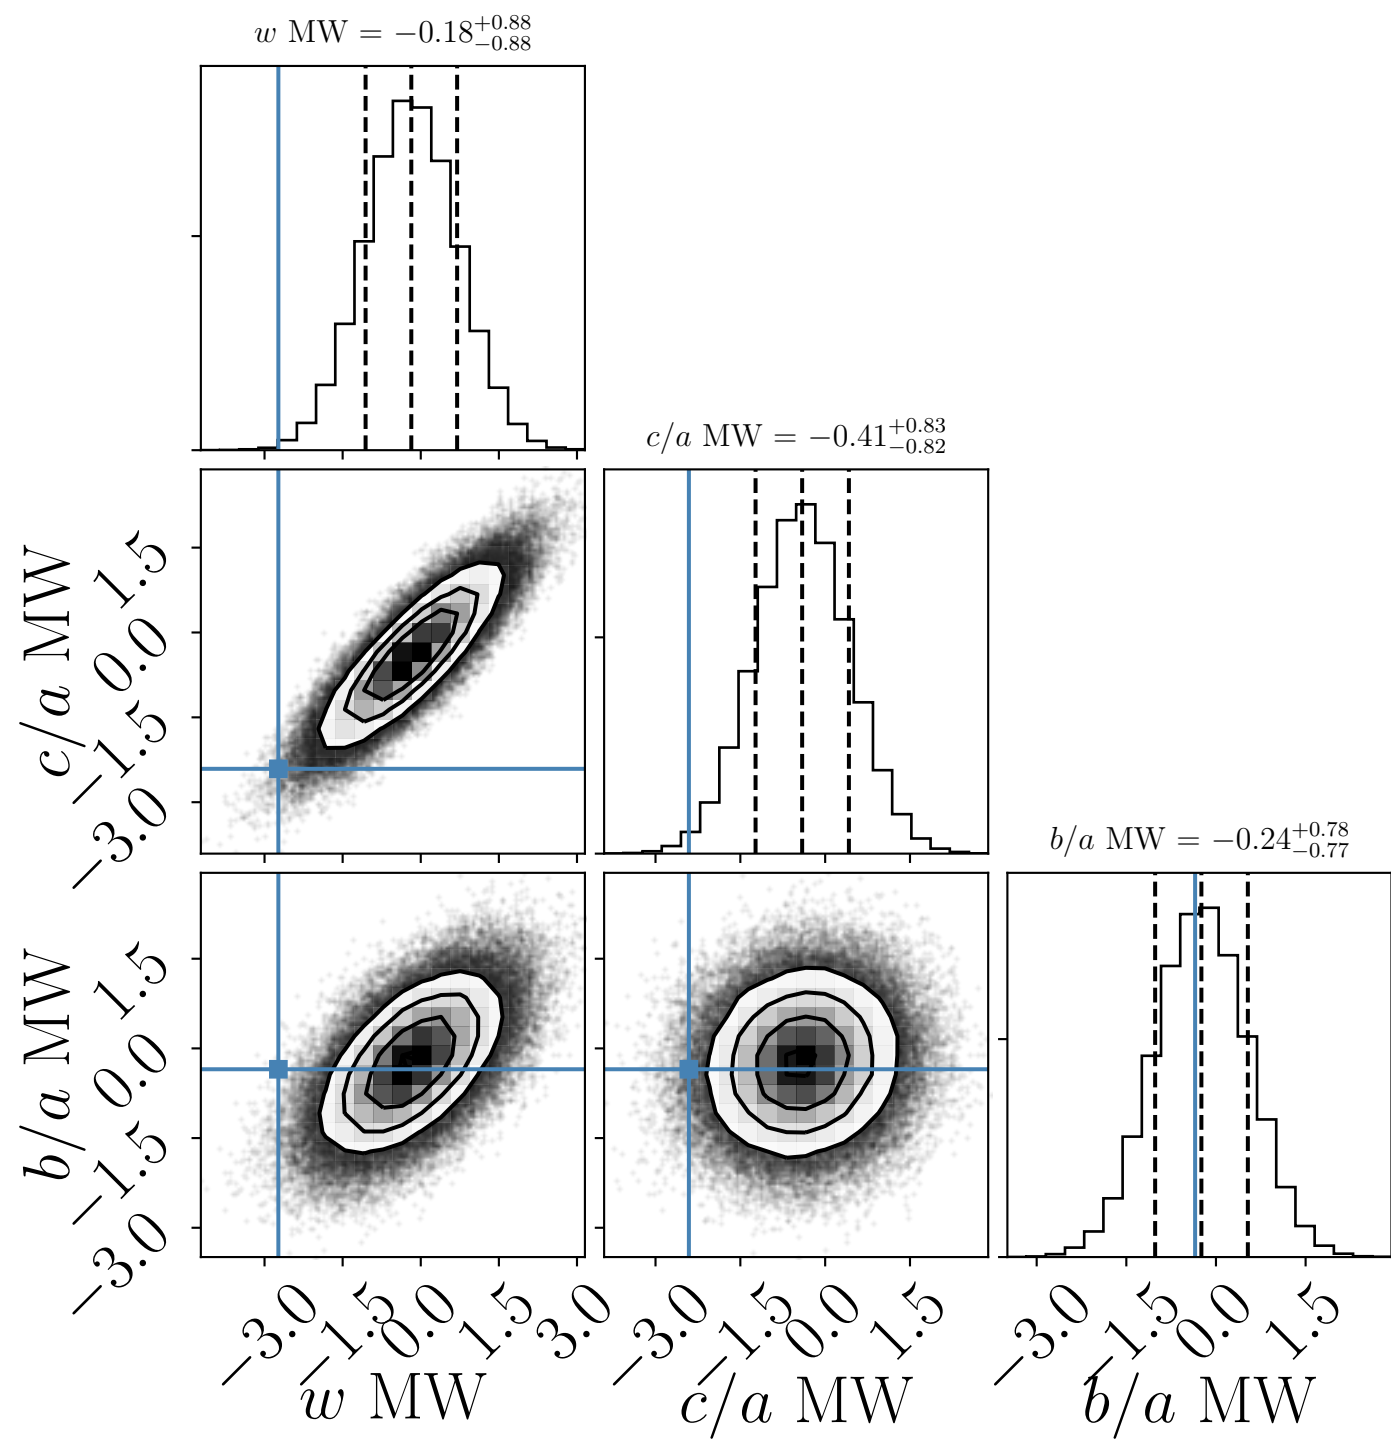 w MW = −0.18^{+0.88}_{−0.88}
c/a MW = −0.41^{+0.83}_{−0.82}
c/a MW
1.5
0.0
−1.5
−3.0
b/a MW = −0.24^{+0.78}_{−0.77}
b/a MW
1.5
0.0
−1.5
−3.0
−3.0 −1.5 0.0 1.5 3.0
w MW
−3.0 −1.5 0.0 1.5
c/a MW
−3.0 −1.5 0.0 1.5
b/a MW